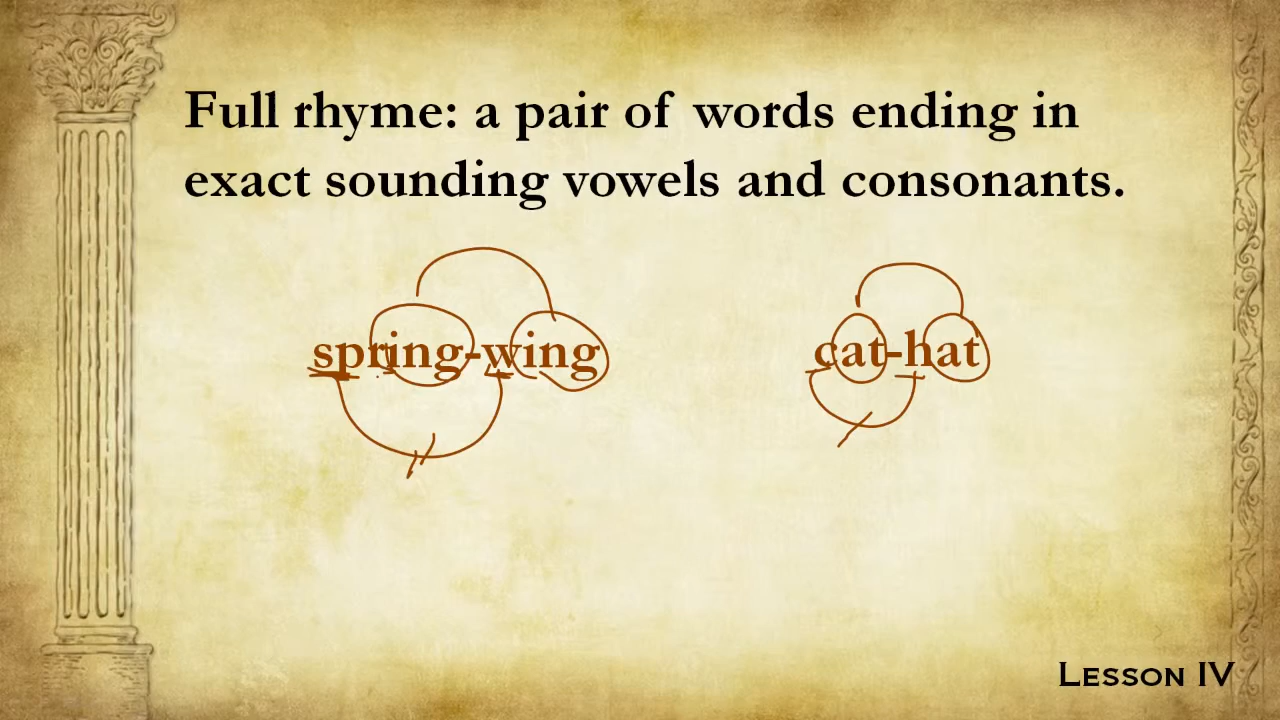 Full rhyme: a pair of words ending in
exact sounding vowels and consonants.
spring-wing
cat-hat
Lesson IV